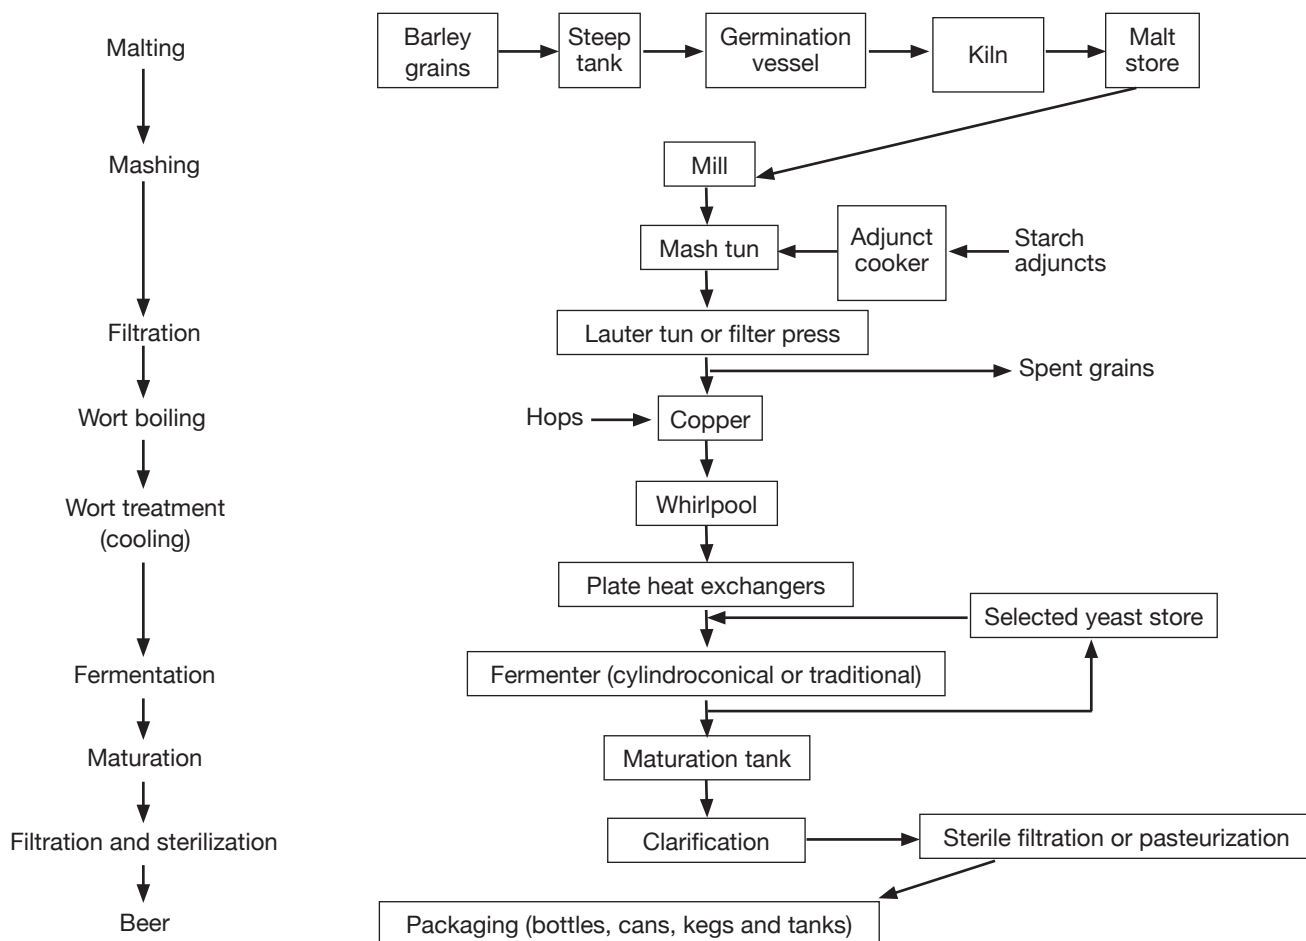 Malting
Barley
grains
Steep
tank
Germination
vessel
Kiln
Malt
store
Mashing
Mill
Mash tun
Adjunct
cooker
Starch
adjuncts
Filtration
Lauter tun or filter press
Spent grains
Wort boiling
Hops
Copper
Wort treatment
(cooling)
Whirlpool
Plate heat exchangers
Selected yeast store
Fermentation
Fermenter (cylindroconical or traditional)
Maturation
Maturation tank
Filtration and sterilization
Clarification
Sterile filtration or pasteurization
Beer
Packaging (bottles, cans, kegs and tanks)